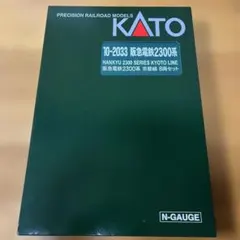 PRECISION RAILROAD MODELS
KATO
10-2033 阪急電鉄2300系
HANKYU 2300 SERIES KYOTO LINE
阪急電鉄2300系 京都線 8両セット
N-GAUGE